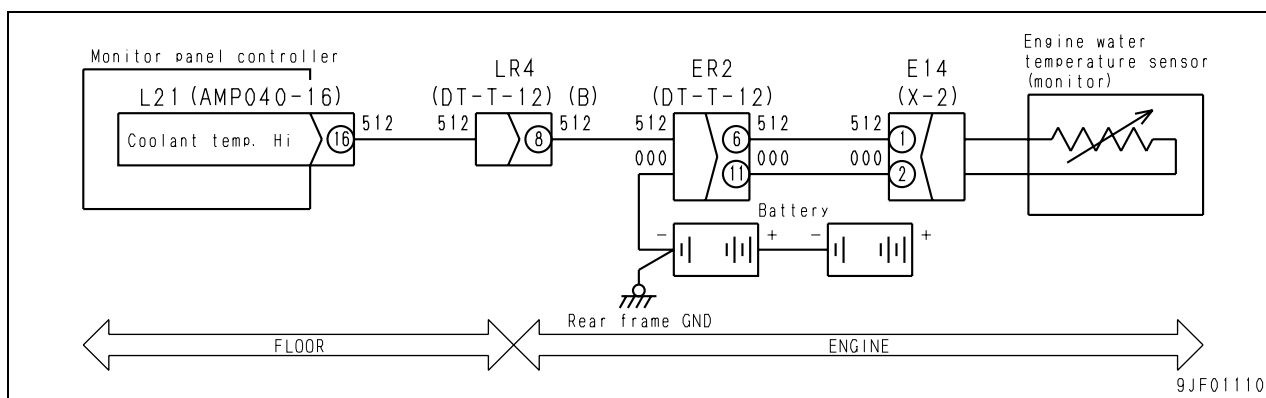 Monitor panel controller
L21 (AMP040-16)
Coolant temp. Hi
16
512
LR4
(DT-T-12) (B)
512
8
512
ER2
(DT-T-12)
512
6
512
000
11
000
E14
(X-2)
512
1
000
2
Engine water
temperature sensor
(monitor)
Battery
- + - +
Rear frame GND
FLOOR
ENGINE
9JF01110